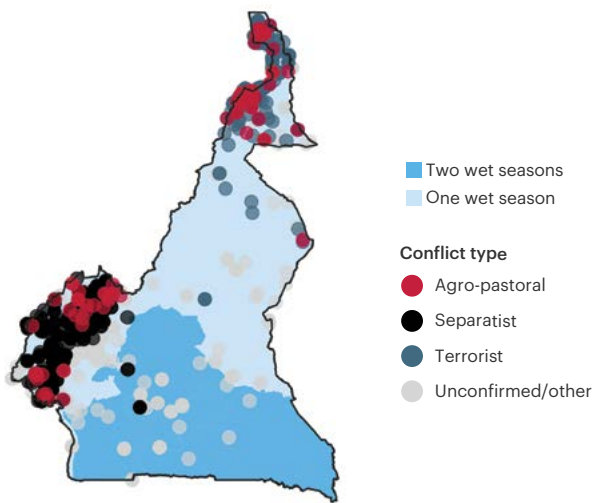 Two wet seasons
One wet season
Conflict type
Agro-pastoral
Separatist
Terrorist
Unconfirmed/other